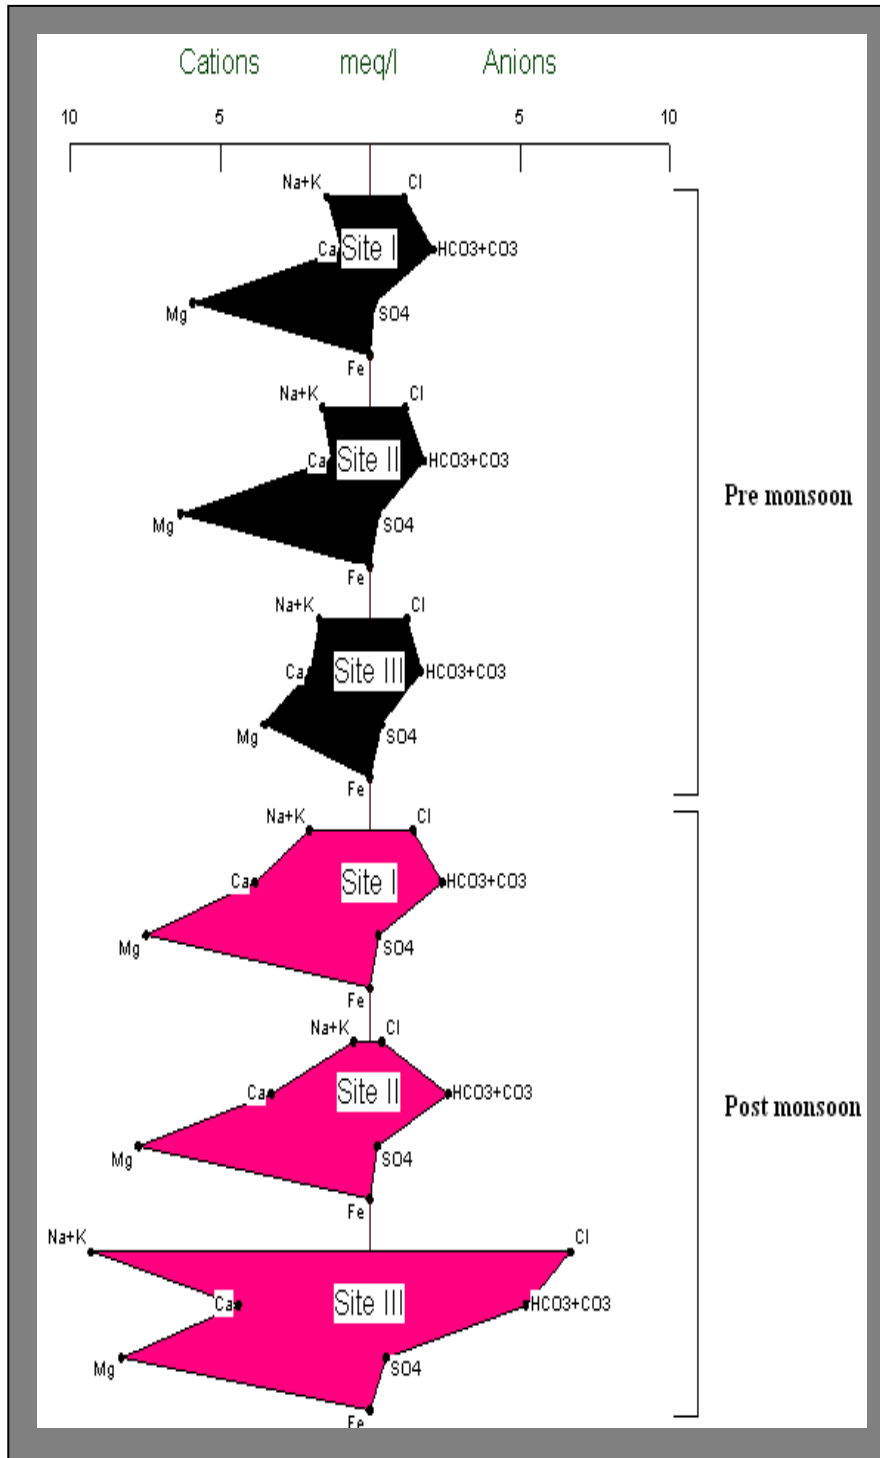 Cations meq/l Anions
10 5 5 10
Na+K Cl
Ca Site I HCO3+CO3
Mg SO4
Fe
Na+K Cl
Ca Site II HCO3+CO3
Pre monsoon
Mg SO4
Fe
Na+K Cl
Ca Site III HCO3+CO3
Mg SO4
Fe
Na+K Cl
Ca Site I HCO3+CO3
Mg SO4
Fe
Na+K Cl
Ca Site II HCO3+CO3
Post monsoon
Mg SO4
Fe
Na+K Cl
Ca Site III HCO3+CO3
Mg SO4
Fe